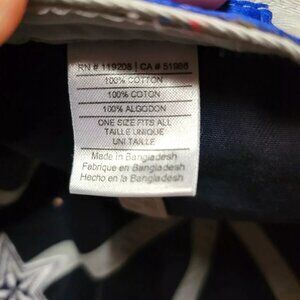 RN # 119208 | CA # 51986
100% COTTON
100% COTON
100% ALGODON
ONE SIZE FITS ALL
TAILLE UNIQUE
UNI TAILLE
Made in Bangladesh
Fabrique en Bangladesh
Hecho en la Bangladesh